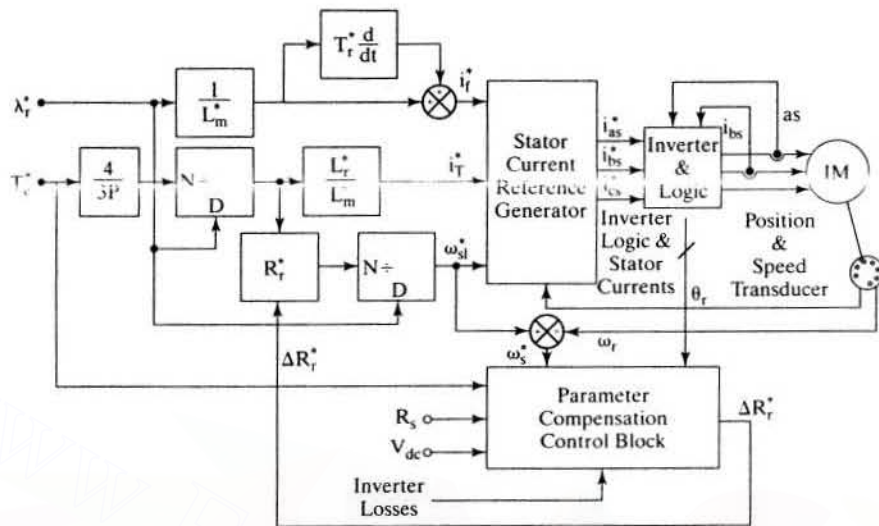 T_r^* d/dt
λ_r^*
1/L_m^*
i_f^*
as
i_as^*
i_bs
Stator
Current
Reference
Generator
i_bs^*
Inverter
&
Logic
IM
4/3P
N ÷
D
L_r^*/L_m^*
i_T^*
i_cs^*
R_r^*
N ÷
D
ω_sl^*
Inverter
Logic &
Stator
Currents
Position
&
Speed
Transducer
θ_r
ΔR_r^*
ω_s^*
ω_r
R_s
V_dc
Parameter
Compensation
Control Block
ΔR_r^*
Inverter
Losses